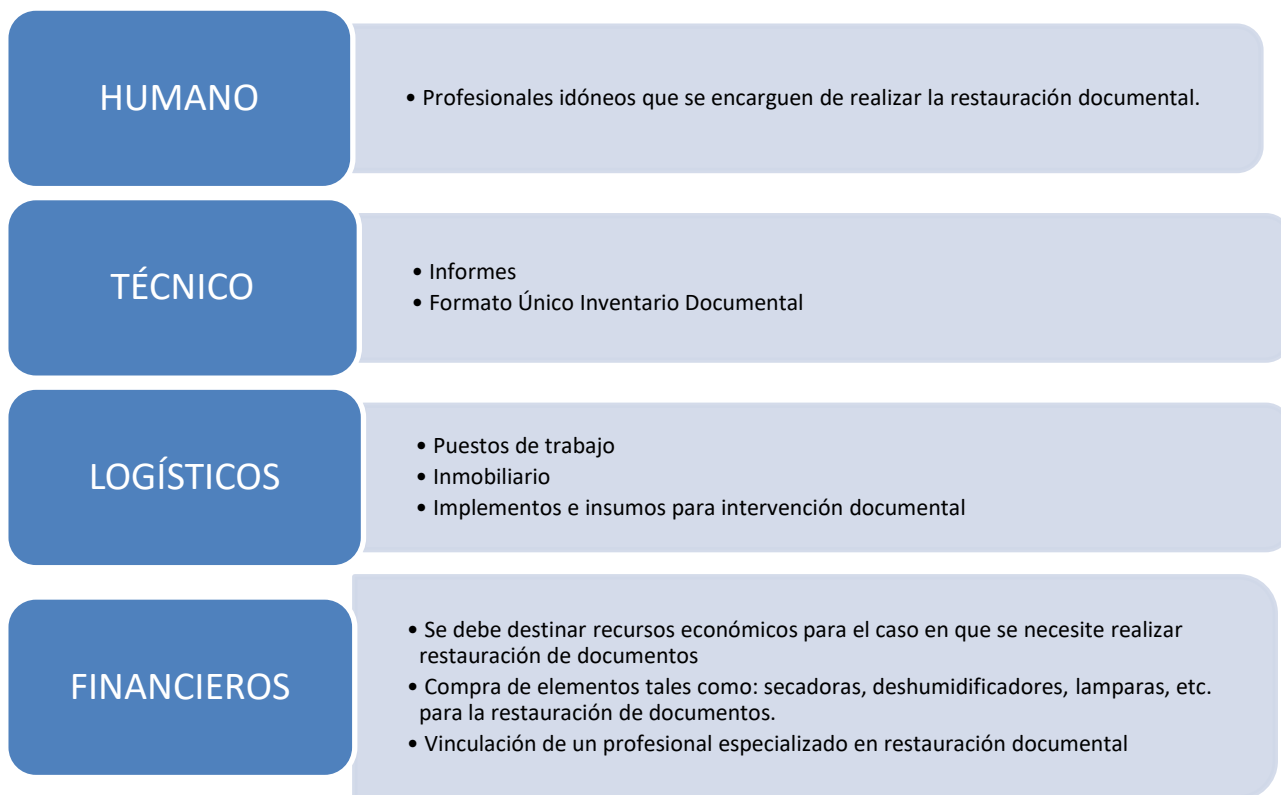 HUMANO
• Profesionales idóneos que se encarguen de realizar la restauración documental.
TÉCNICO
• Informes
• Formato Único Inventario Documental
LOGÍSTICOS
• Puestos de trabajo
• Inmobiliario
• Implementos e insumos para intervención documental
FINANCIEROS
• Se debe destinar recursos económicos para el caso en que se necesite realizar
restauración de documentos
• Compra de elementos tales como: secadoras, deshumidificadores, lamparas, etc.
para la restauración de documentos.
• Vinculación de un profesional especializado en restauración documental